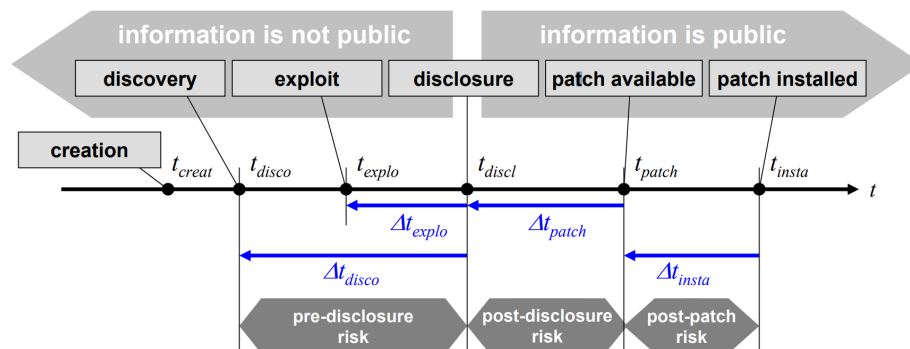 information is not public
information is public
discovery
exploit
disclosure
patch available
patch installed
creation
t_creat
t_disco
t_explo
t_discl
t_patch
t_insta
t
Δt_explo
Δt_patch
Δt_disco
Δt_insta
pre-disclosure
risk
post-disclosure
risk
post-patch
risk